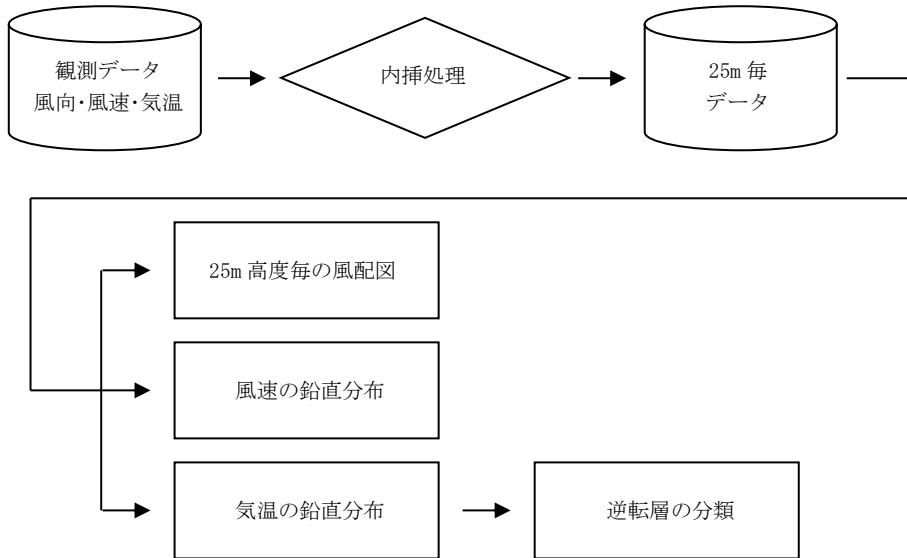 観測データ
風向・風速・気温
内挿処理
25m 毎
データ
25m 高度毎の風配図
風速の鉛直分布
気温の鉛直分布
逆転層の分類